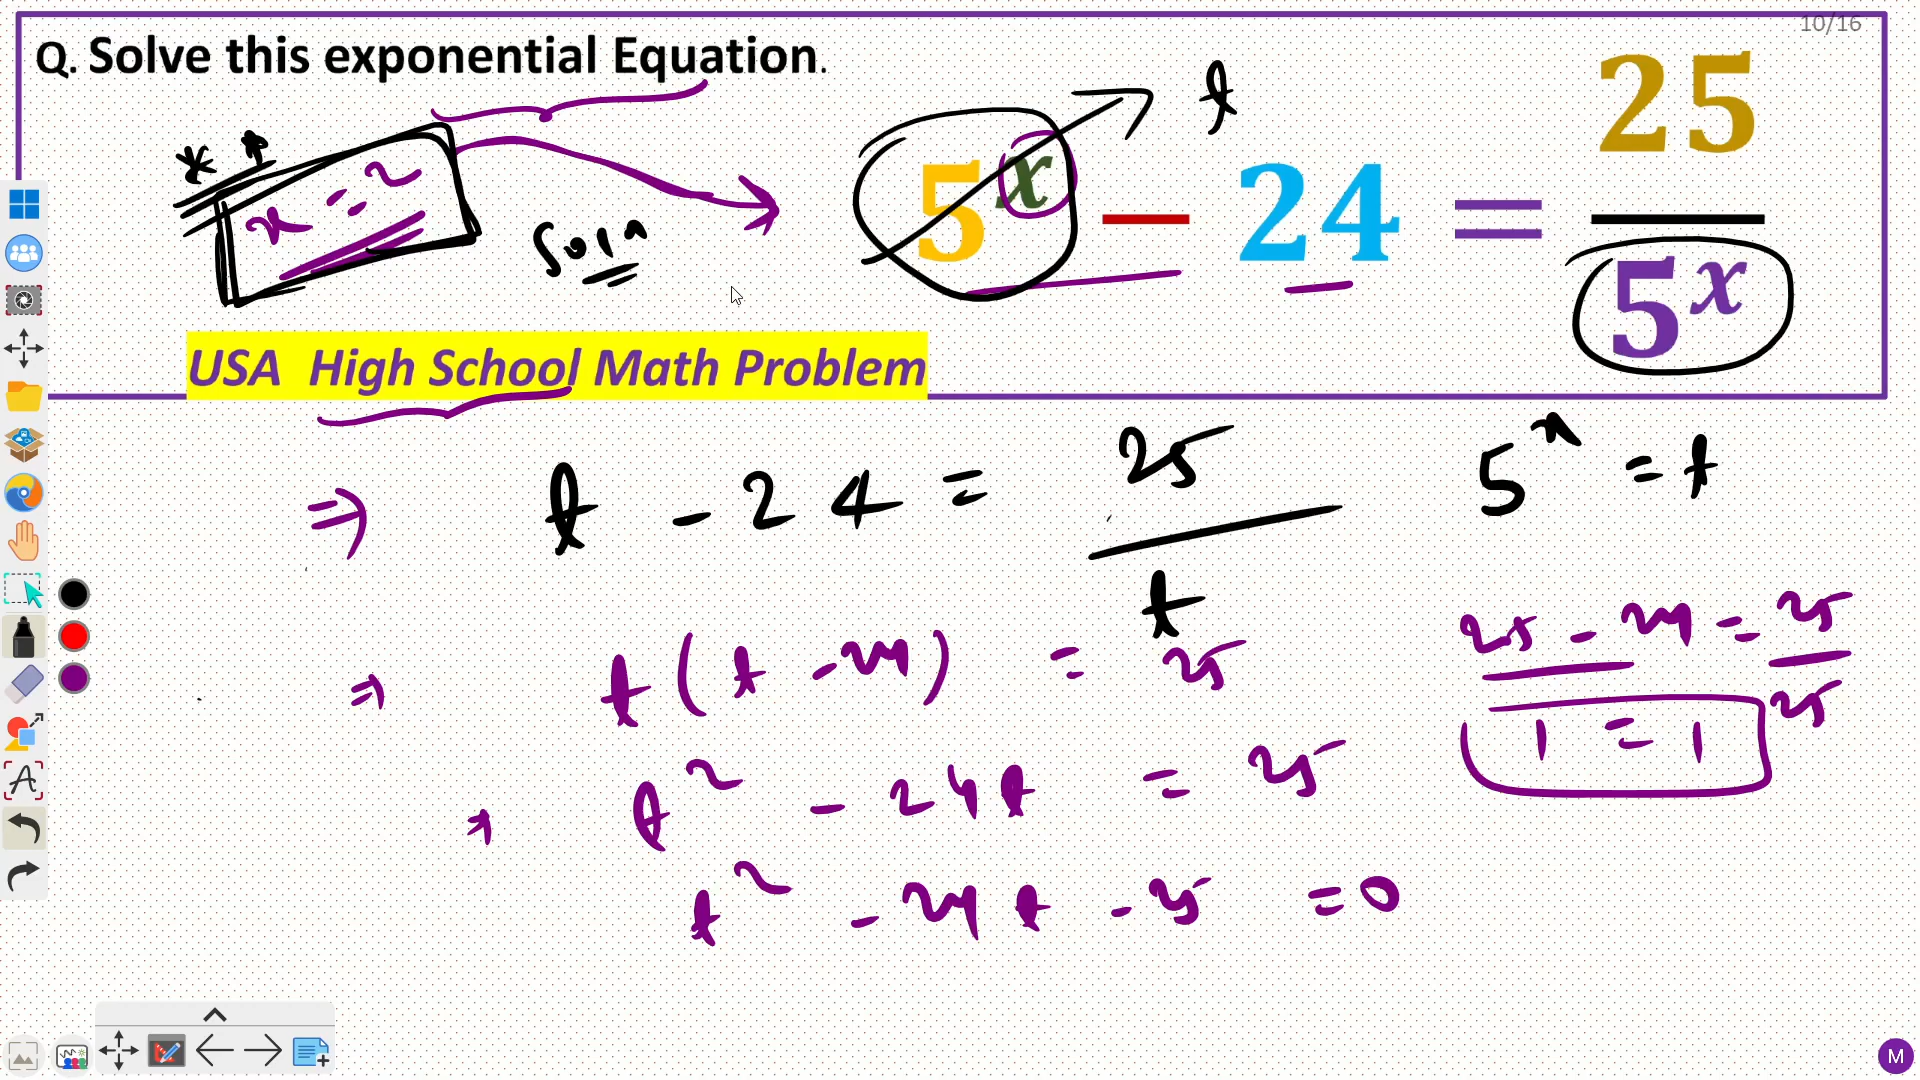 10/16
Q. Solve this exponential Equation.
5^x - 24 = 25/5^x
t
x = 2
Soln
USA High School Math Problem
⇒ t - 24 = 25/t
5^x = t
⇒ t(t - 24) = 25
25 - 24 = 25/25
1 = 1
⇒ t^2 - 24t = 25
t^2 - 24t - 25 = 0
M